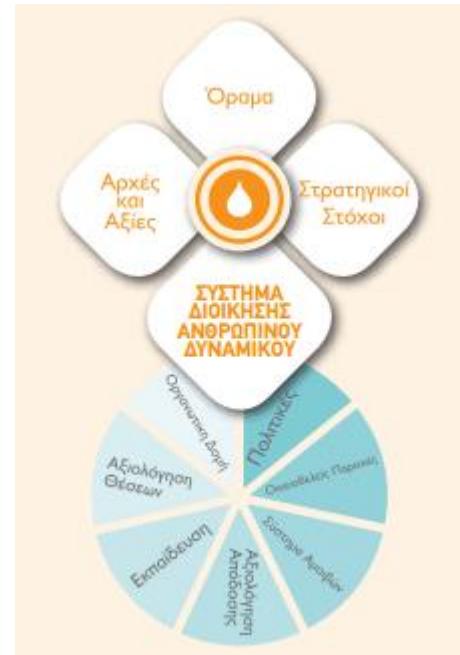 Όραμα
Αρχές
και
Αξίες
Στρατηγικοί
Στόχοι
ΣΥΣΤΗΜΑ
ΔΙΟΙΚΗΣΗΣ
ΑΝΘΡΩΠΙΝΟΥ
ΔΥΝΑΜΙΚΟΥ
Οργανωτική Δομή
Πολιτικές
Αξιολόγηση
Θέσεων
Οικειοθελείς Παροχές
Εκπαίδευση
Σύστημα Αμοιβών
Αξιολόγηση
Απόδοσης